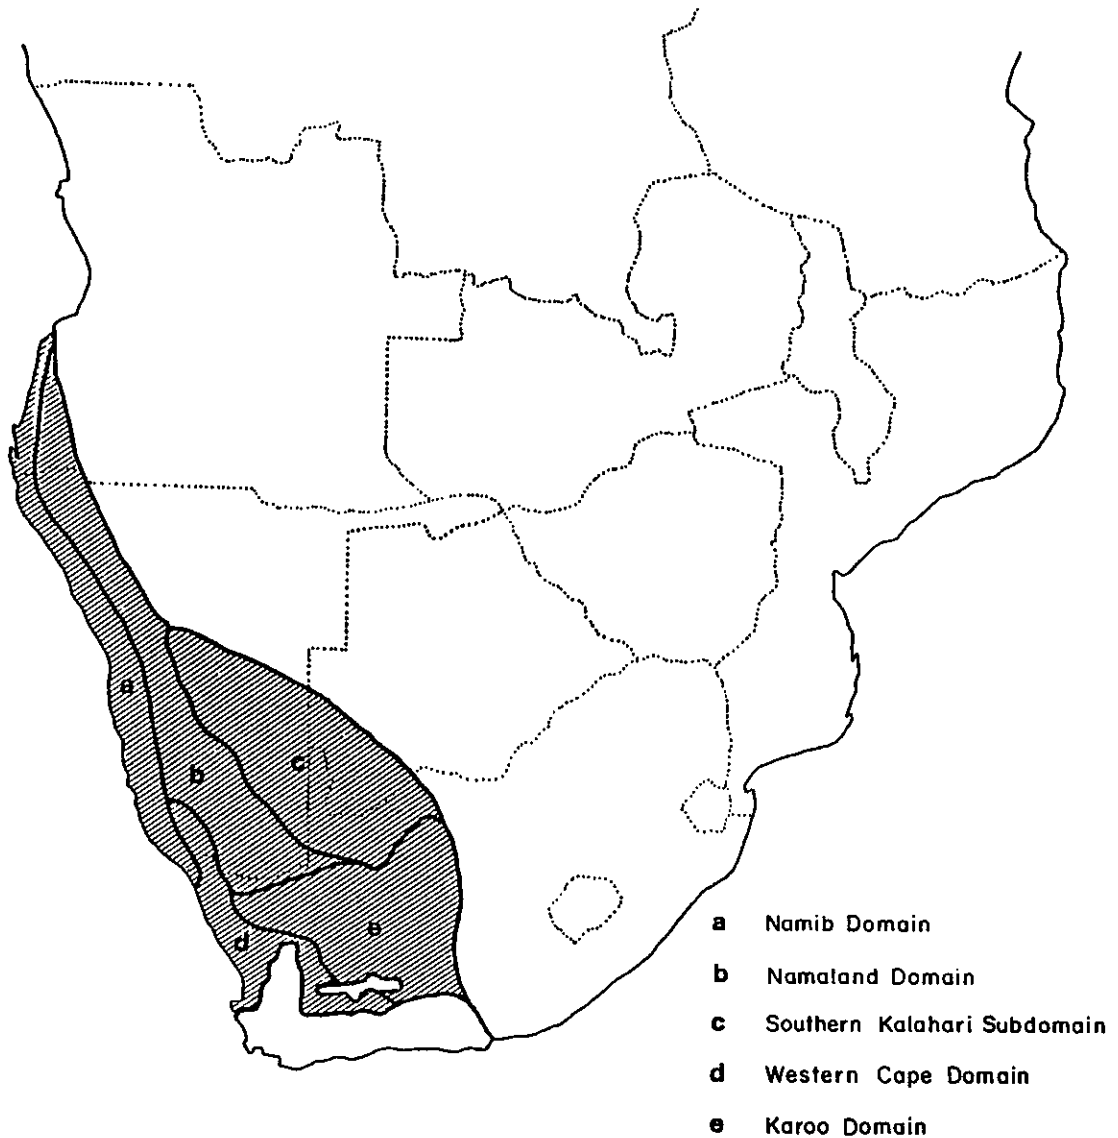 a
b
c
d
e
a Namib Domain
b Namaland Domain
c Southern Kalahari Subdomain
d Western Cape Domain
e Karoo Domain